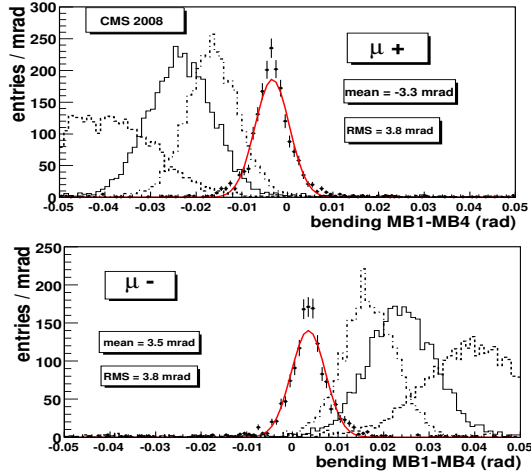 CMS 2008
μ +
mean = -3.3 mrad
RMS = 3.8 mrad
entries / mrad
300
250
200
150
100
50
0
-0.05 -0.04 -0.03 -0.02 -0.01 0 0.01 0.02 0.03 0.04 0.05
bending MB1-MB4 (rad)
μ -
mean = 3.5 mrad
RMS = 3.8 mrad
entries / mrad
250
200
150
100
50
0
-0.05 -0.04 -0.03 -0.02 -0.01 0 0.01 0.02 0.03 0.04 0.05
bending MB1-MB4 (rad)